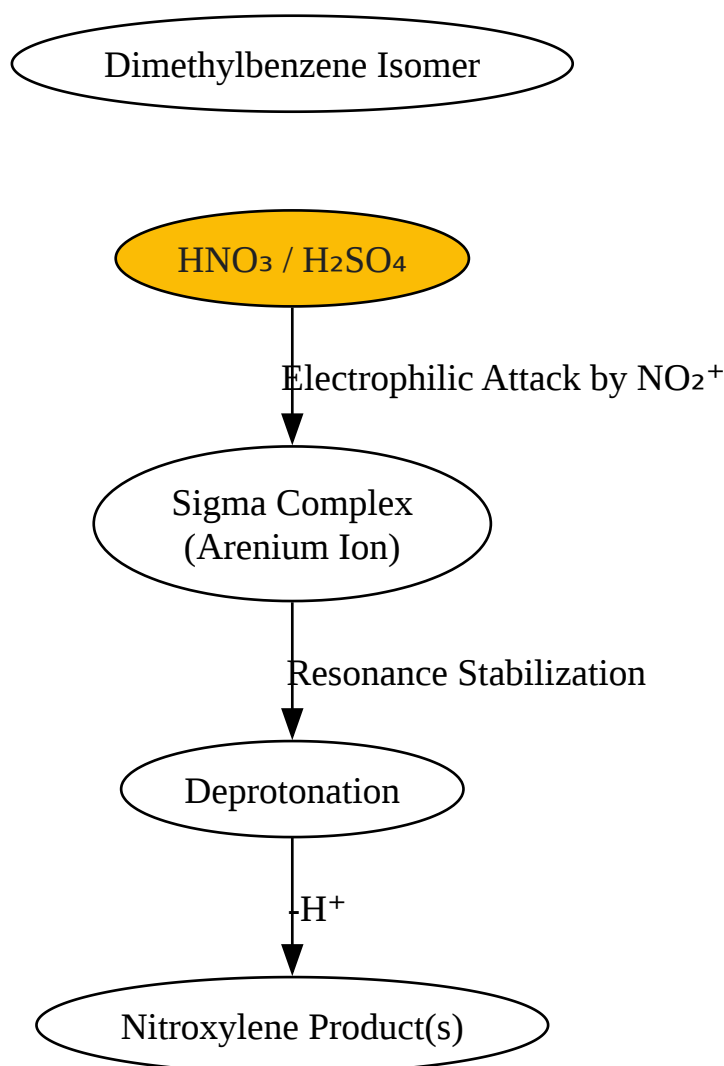 Dimethylbenzene Isomer
HNO₃ / H₂SO₄
Electrophilic Attack by NO₂⁺
Sigma Complex
(Arenium Ion)
Resonance Stabilization
Deprotonation
-H⁺
Nitroxylene Product(s)